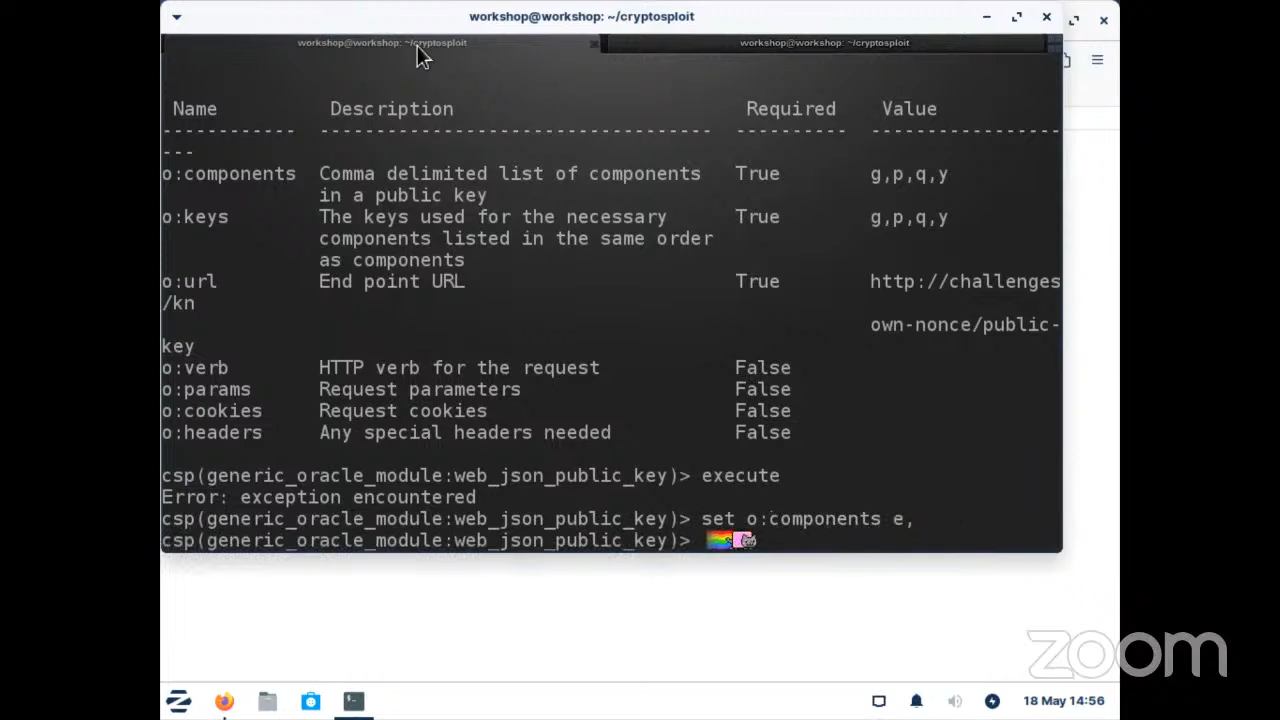 workshop@workshop: ~/cryptosploit
workshop@workshop: ~/cryptosploit
workshop@workshop: ~/cryptosploit
Name Description Required Value
------------ ----------------------------------- ---------- -----------------
---
o:components Comma delimited list of components True g,p,q,y
in a public key
o:keys The keys used for the necessary True g,p,q,y
components listed in the same order
as components
o:url End point URL True http://challenges
/kn
own-nonce/public-
key
o:verb HTTP verb for the request False
o:params Request parameters False
o:cookies Request cookies False
o:headers Any special headers needed False
csp(generic_oracle_module:web_json_public_key)> execute
Error: exception encountered
csp(generic_oracle_module:web_json_public_key)> set o:components e,
csp(generic_oracle_module:web_json_public_key)>
zoom
18 May 14:56